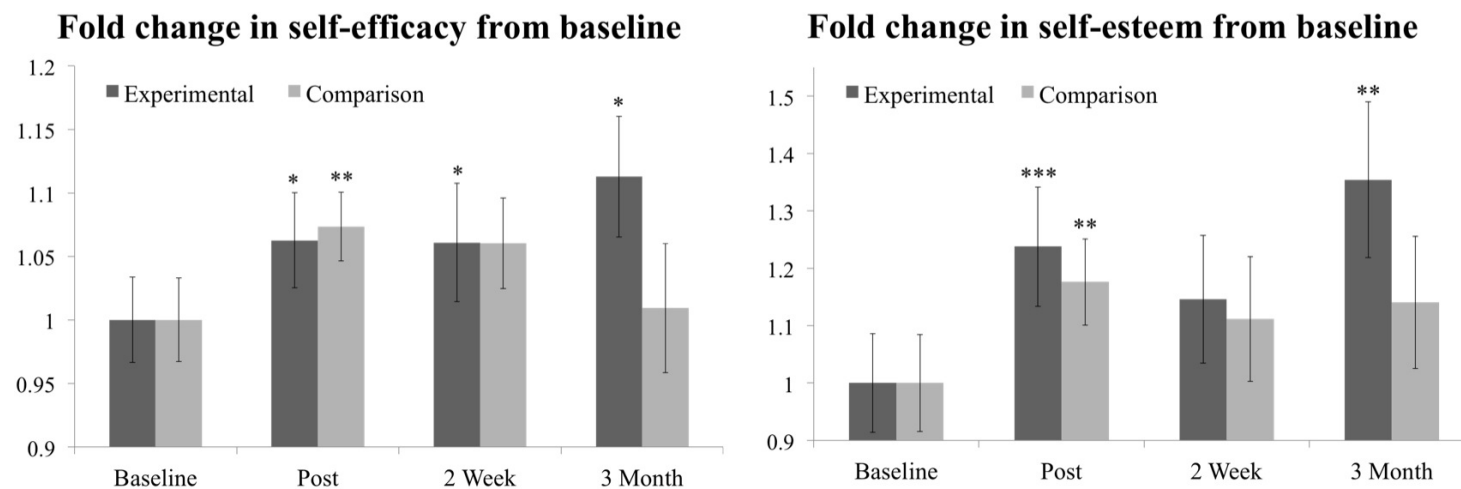 Fold change in self-efficacy from baseline
1.2
Experimental Comparison
*
1.15
* ** *
1.1
1.05
1
0.95
0.9
Baseline Post 2 Week 3 Month
Fold change in self-esteem from baseline
1.5
Experimental Comparison
**
1.4
***
1.3
**
1.2
1.1
1
0.9
Baseline Post 2 Week 3 Month